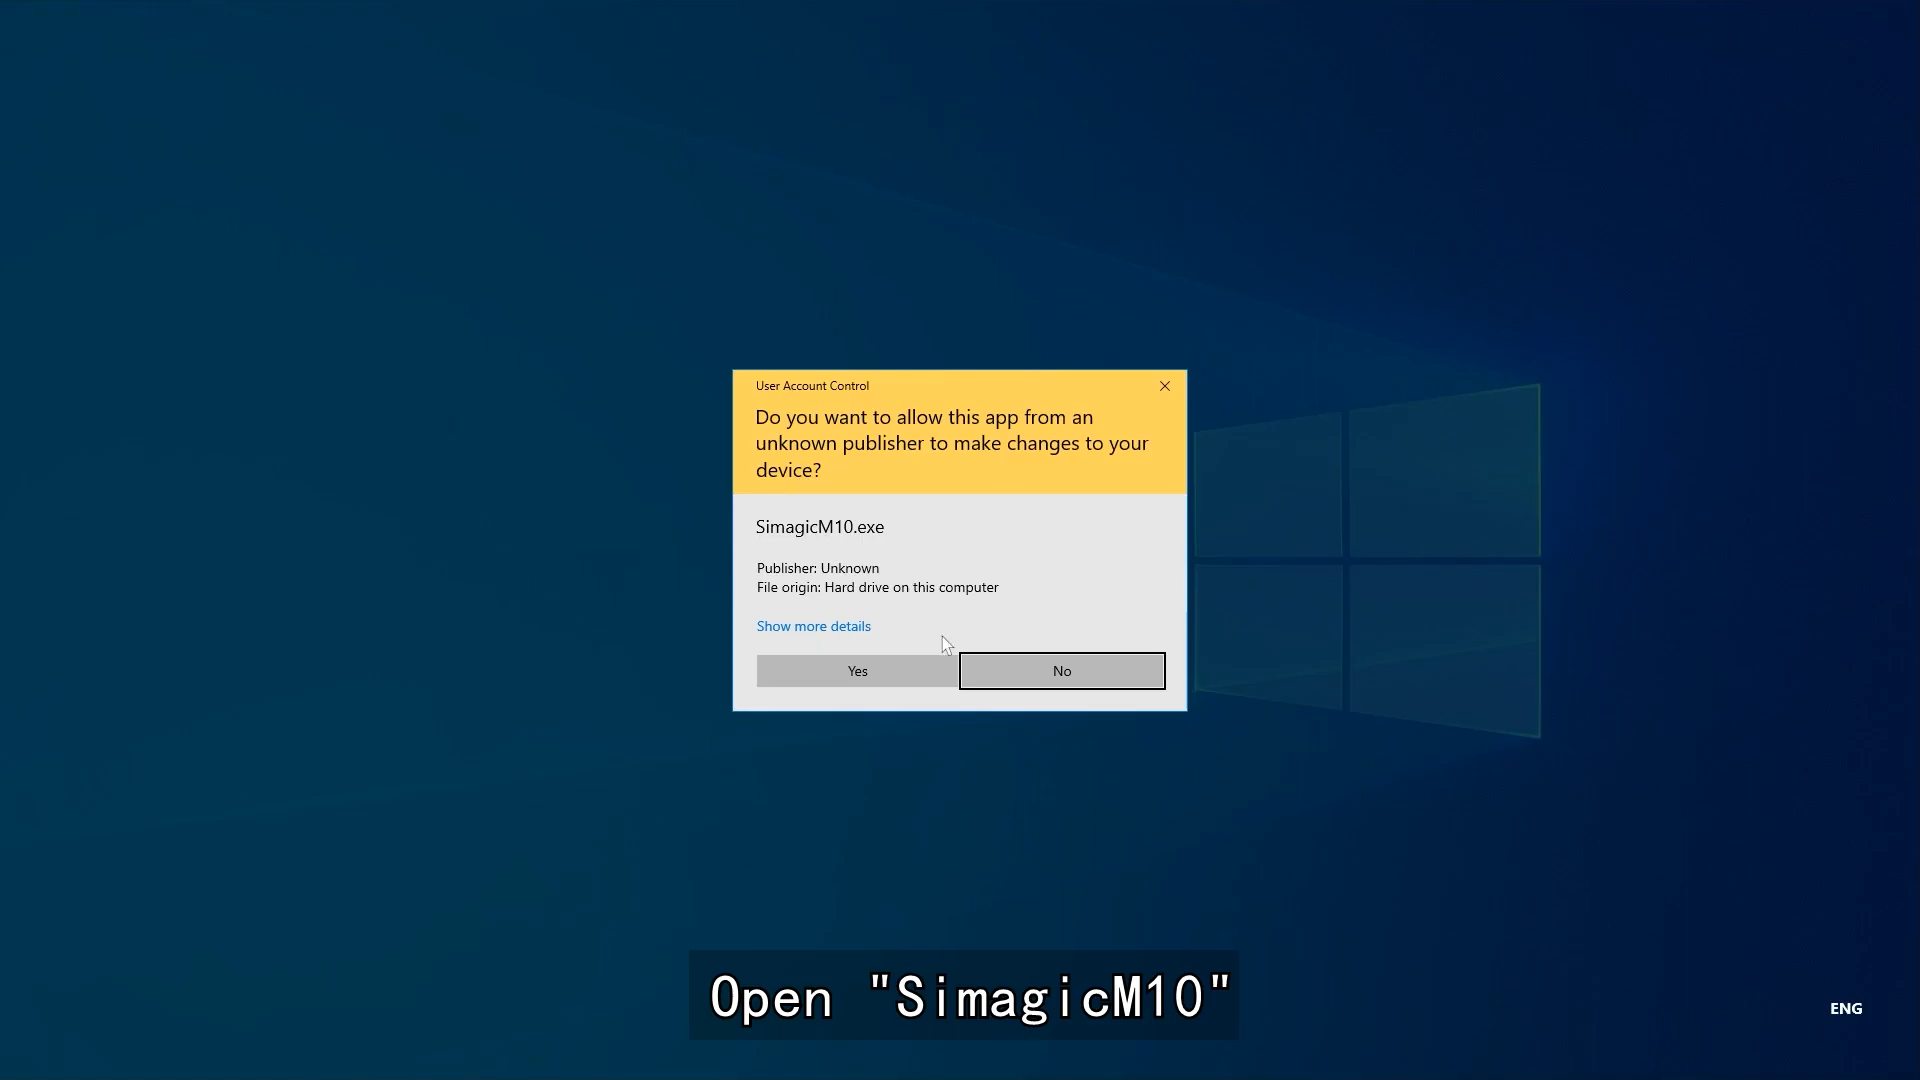 User Account Control
Do you want to allow this app from an
unknown publisher to make changes to your
device?
SimagicM10.exe
Publisher: Unknown
File origin: Hard drive on this computer
Show more details
Yes
No
Open "SimagicM10"
ENG